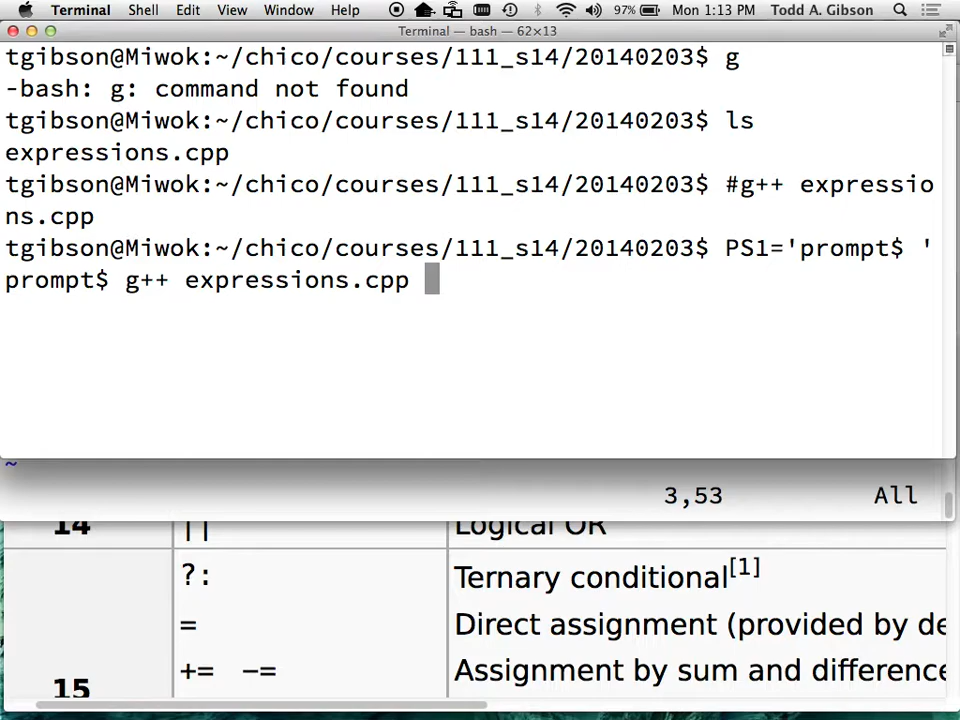 Terminal Shell Edit View Window Help 97% Mon 1:13 PM Todd A. Gibson
Terminal — bash — 62×13
tgibson@Miwok:~/chico/courses/111_s14/20140203$ g
-bash: g: command not found
tgibson@Miwok:~/chico/courses/111_s14/20140203$ ls
expressions.cpp
tgibson@Miwok:~/chico/courses/111_s14/20140203$ #g++ expressio
ns.cpp
tgibson@Miwok:~/chico/courses/111_s14/20140203$ PS1='prompt$ '
prompt$ g++ expressions.cpp
~
3,53 All
14 || Logical OR
?: Ternary conditional[1]
= Direct assignment (provided by de
15 += -= Assignment by sum and difference